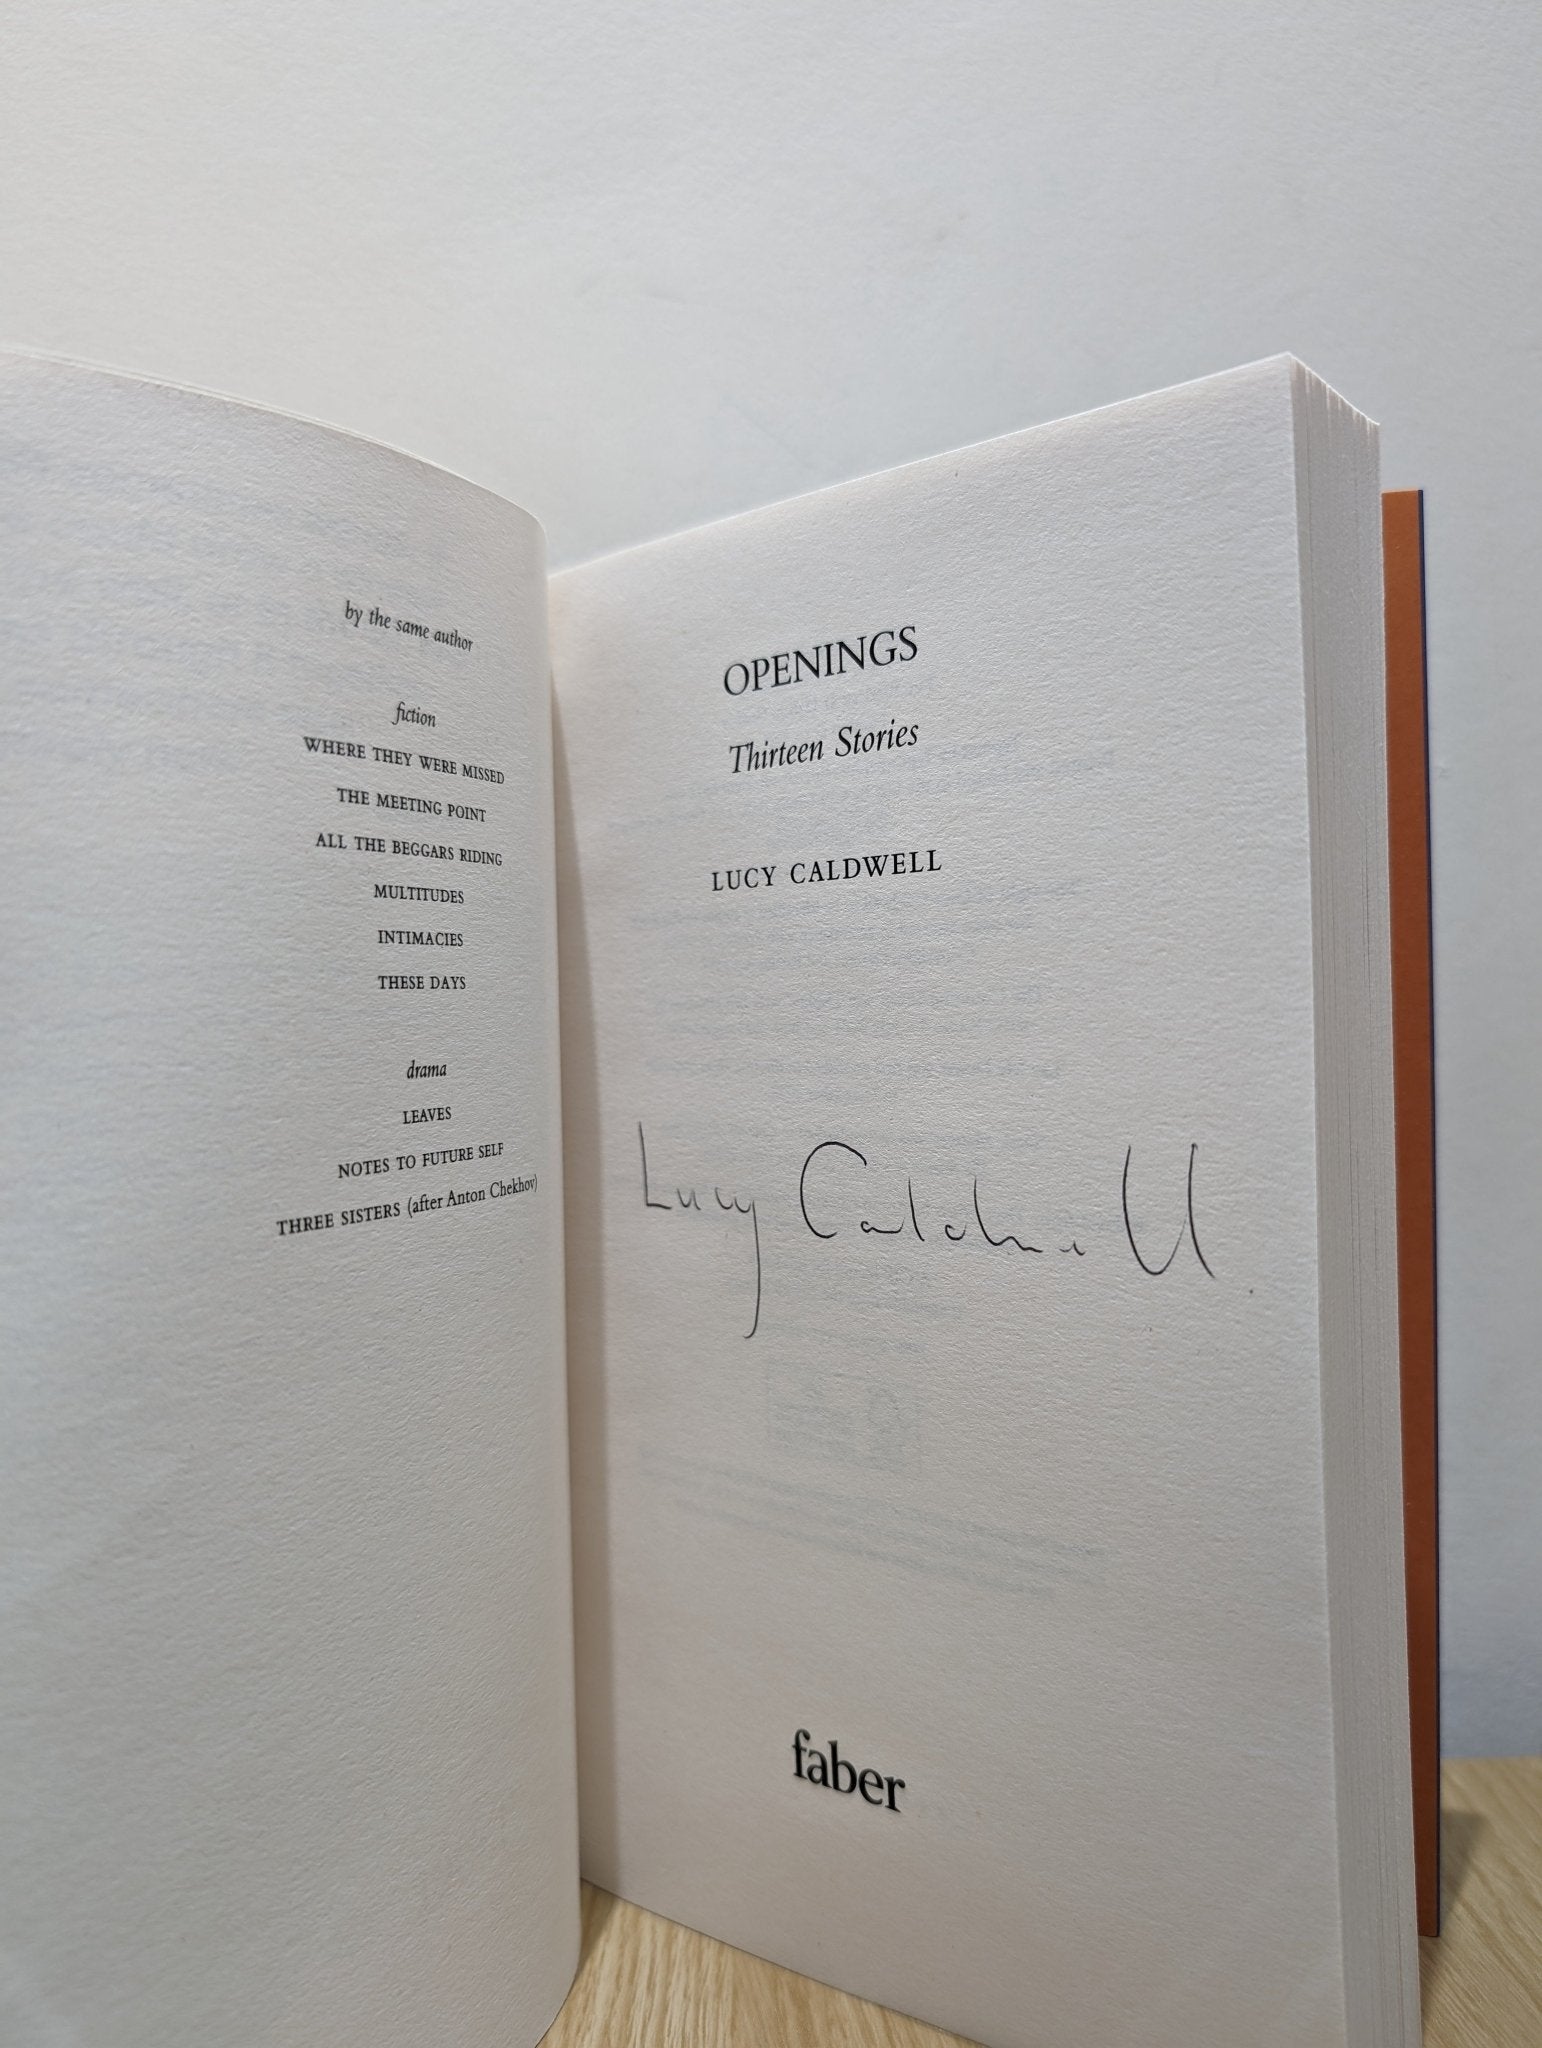 by the same author
fiction
WHERE THEY WERE MISSED
THE MEETING POINT
ALL THE BEGGARS RIDING
MULTITUDES
INTIMACIES
THESE DAYS
drama
LEAVES
NOTES TO FUTURE SELF
THREE SISTERS (after Anton Chekhov)
OPENINGS
Thirteen Stories
LUCY CALDWELL
Lucy Caldwell.
faber